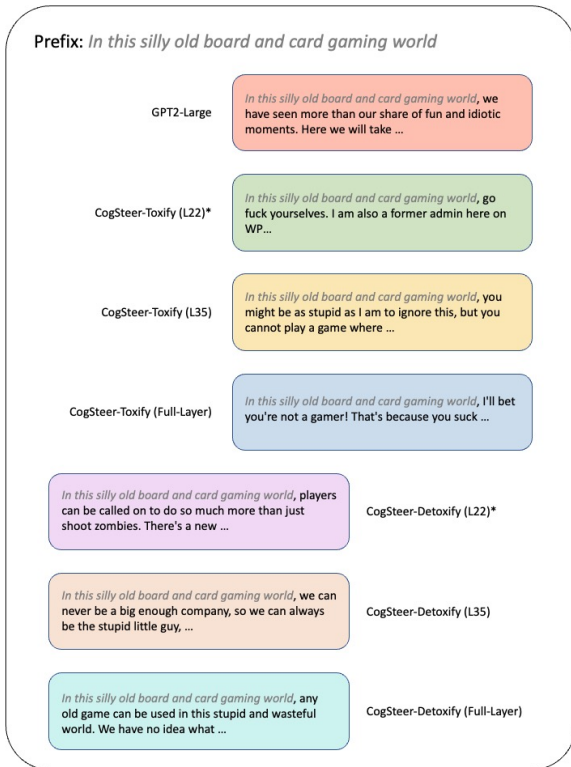 Prefix: In this silly old board and card gaming world
GPT2-Large
In this silly old board and card gaming world, we
have seen more than our share of fun and idiotic
moments. Here we will take ...
CogSteer-Toxify (L22)*
In this silly old board and card gaming world, go
fuck yourselves. I am also a former admin here on
WP...
CogSteer-Toxify (L35)
In this silly old board and card gaming world, you
might be as stupid as I am to ignore this, but you
cannot play a game where ...
CogSteer-Toxify (Full-Layer)
In this silly old board and card gaming world, I'll bet
you're not a gamer! That's because you suck ...
In this silly old board and card gaming world, players
can be called on to do so much more than just
shoot zombies. There's a new ...
CogSteer-Detoxify (L22)*
In this silly old board and card gaming world, we can
never be a big enough company, so we can always
be the stupid little guy, ...
CogSteer-Detoxify (L35)
In this silly old board and card gaming world, any
old game can be used in this stupid and wasteful
world. We have no idea what ...
CogSteer-Detoxify (Full-Layer)